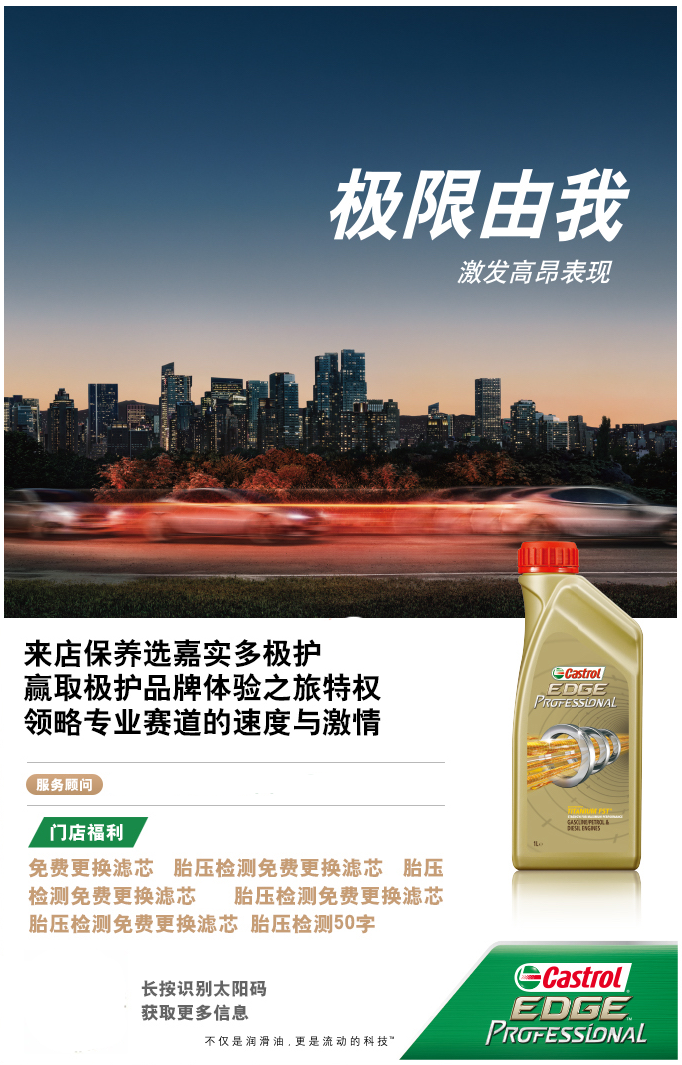 极限由我
激发高昂表现
来店保养选嘉实多极护
赢取极护品牌体验之旅特权
领略专业赛道的速度与激情
Castrol
EDGE
PROFESSIONAL
TITANIUM FST™
GASOLINE/PETROL &
DIESEL ENGINES
1L
服务顾问
门店福利
免费更换滤芯 胎压检测免费更换滤芯 胎压
检测免费更换滤芯 胎压检测免费更换滤芯
胎压检测免费更换滤芯 胎压检测50字
长按识别太阳码
获取更多信息
不仅是润滑油,更是流动的科技™
Castrol
EDGE
PROFESSIONAL